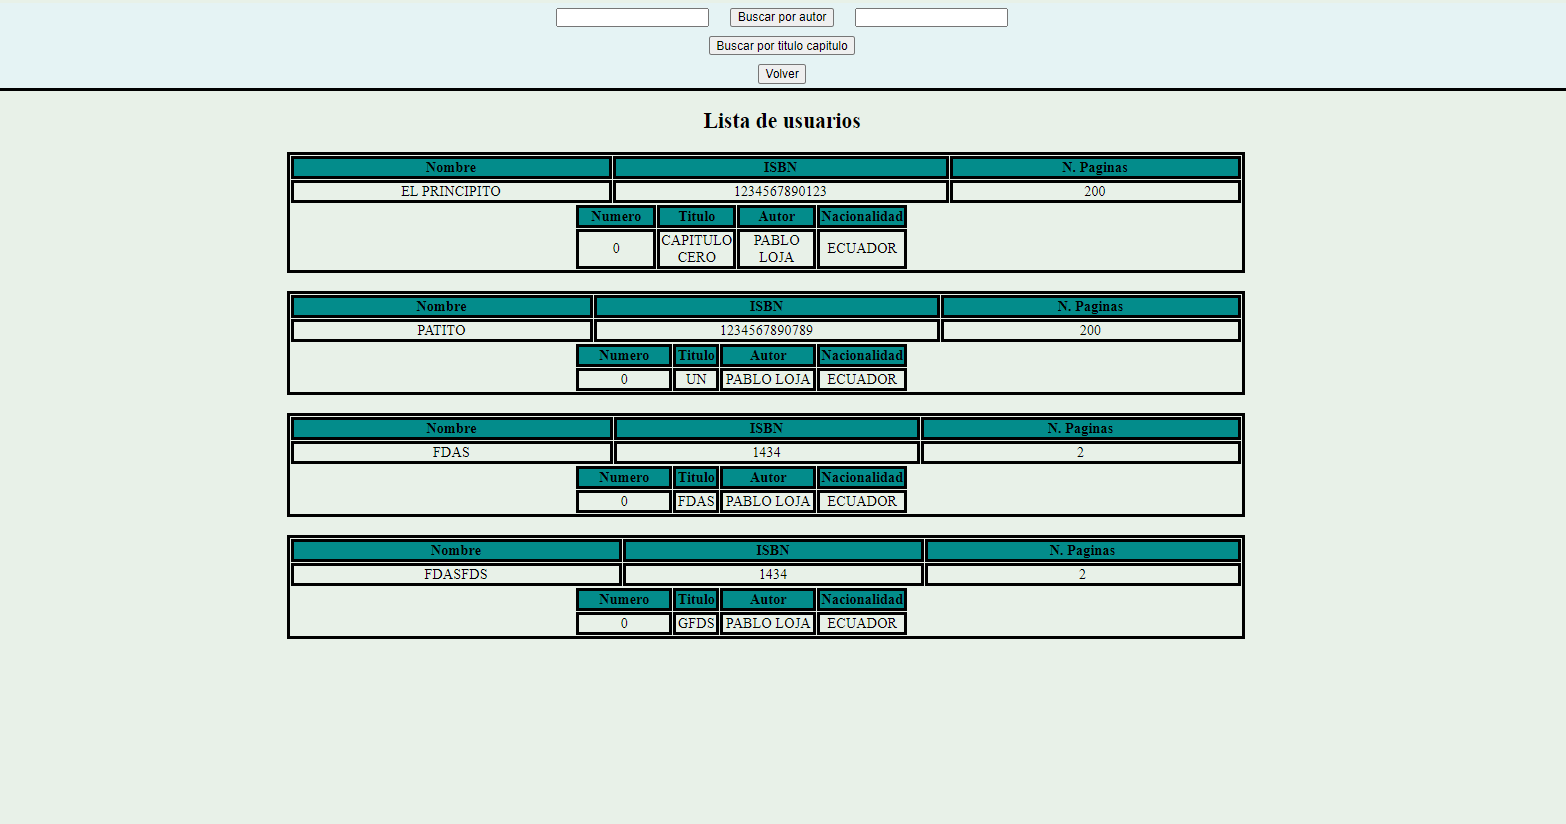 Buscar por autor
Buscar por titulo capitulo
Volver
Lista de usuarios
Nombre ISBN N. Paginas
EL PRINCIPITO 1234567890123 200
Numero Titulo Autor Nacionalidad
0 CAPITULO CERO PABLO LOJA ECUADOR
Nombre ISBN N. Paginas
PATITO 1234567890789 200
Numero Titulo Autor Nacionalidad
0 UN PABLO LOJA ECUADOR
Nombre ISBN N. Paginas
FDAS 1434 2
Numero Titulo Autor Nacionalidad
0 FDAS PABLO LOJA ECUADOR
Nombre ISBN N. Paginas
FDASFDS 1434 2
Numero Titulo Autor Nacionalidad
0 GFDS PABLO LOJA ECUADOR